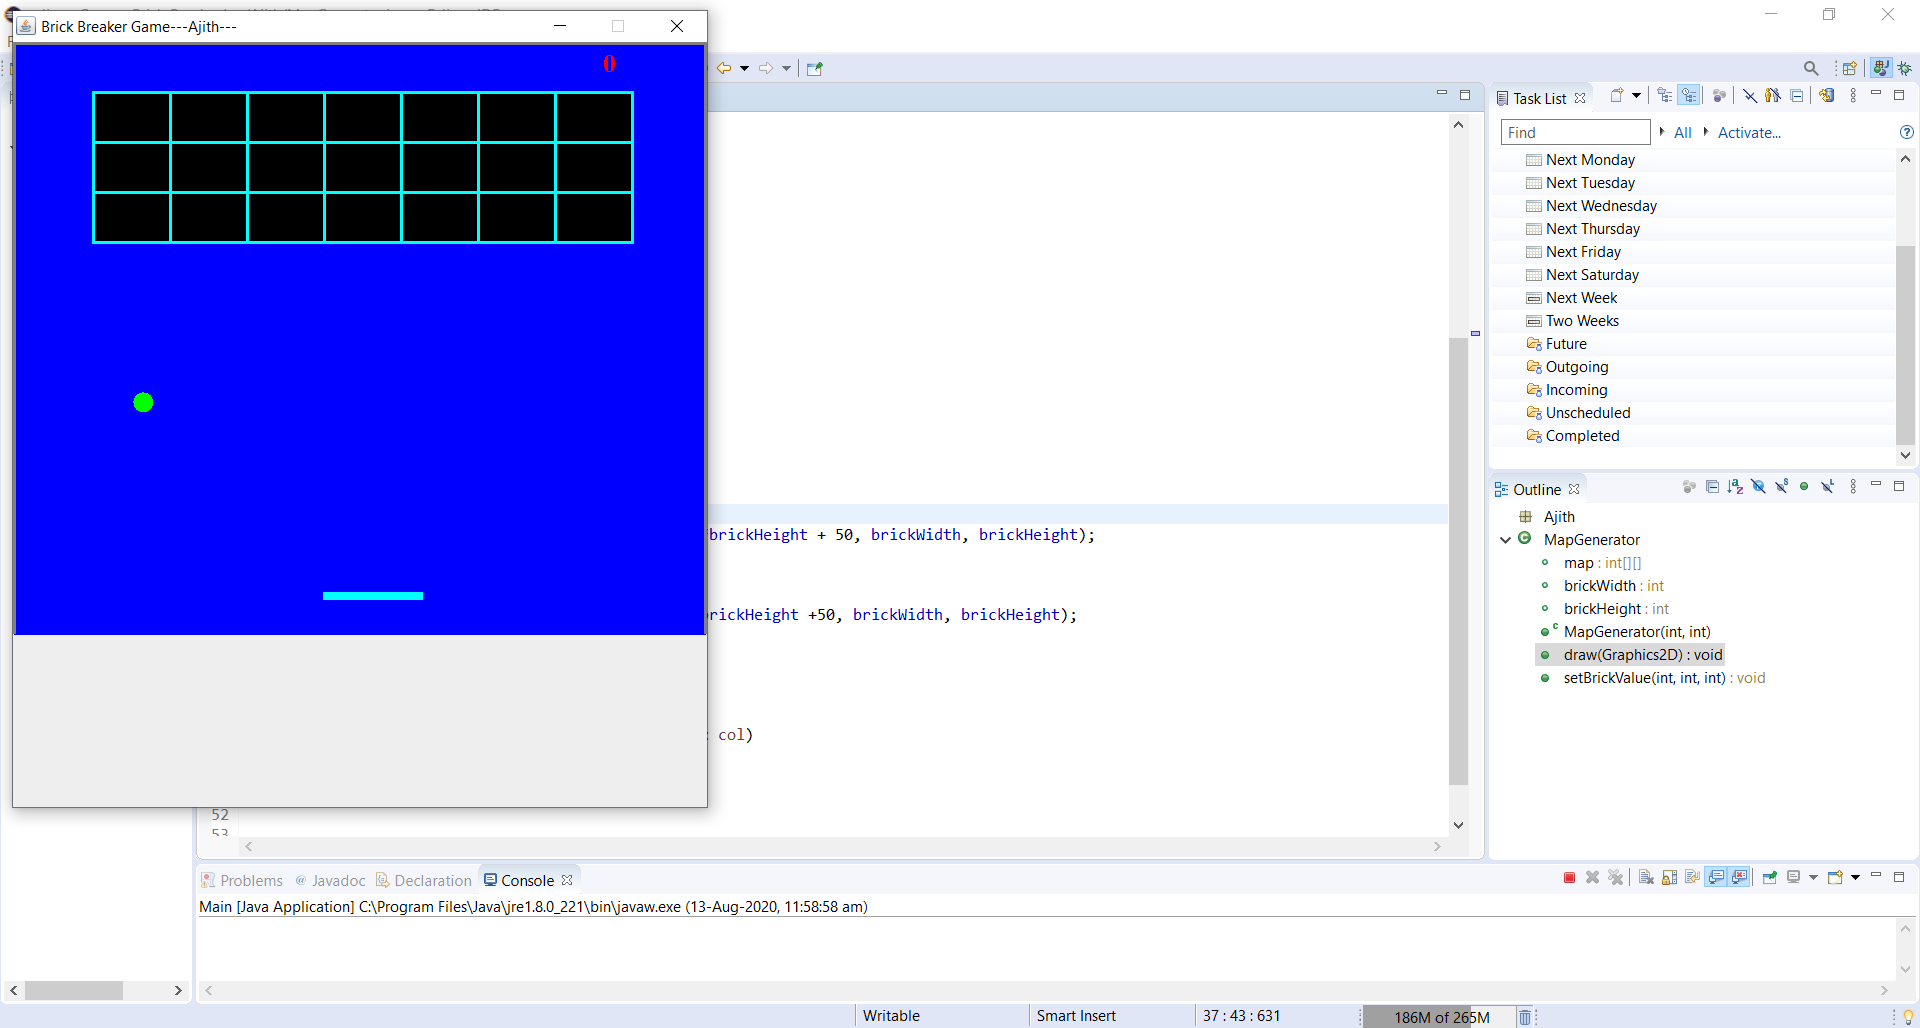 Brick Breaker Game---Ajith---
0
Task List
Find
All
Activate...
Next Monday
Next Tuesday
Next Wednesday
Next Thursday
Next Friday
Next Saturday
Next Week
Two Weeks
Future
Outgoing
Incoming
Unscheduled
Completed
brickHeight + 50, brickWidth, brickHeight);
rickHeight +50, brickWidth, brickHeight);
col)
52
53
Outline
Ajith
MapGenerator
map : int[][]
brickWidth : int
brickHeight : int
MapGenerator(int, int)
draw(Graphics2D) : void
setBrickValue(int, int, int) : void
Problems
Javadoc
Declaration
Console
Main [Java Application] C:\Program Files\Java\jre1.8.0_221\bin\javaw.exe (13-Aug-2020, 11:58:58 am)
Writable
Smart Insert
37 : 43 : 631
186M of 265M